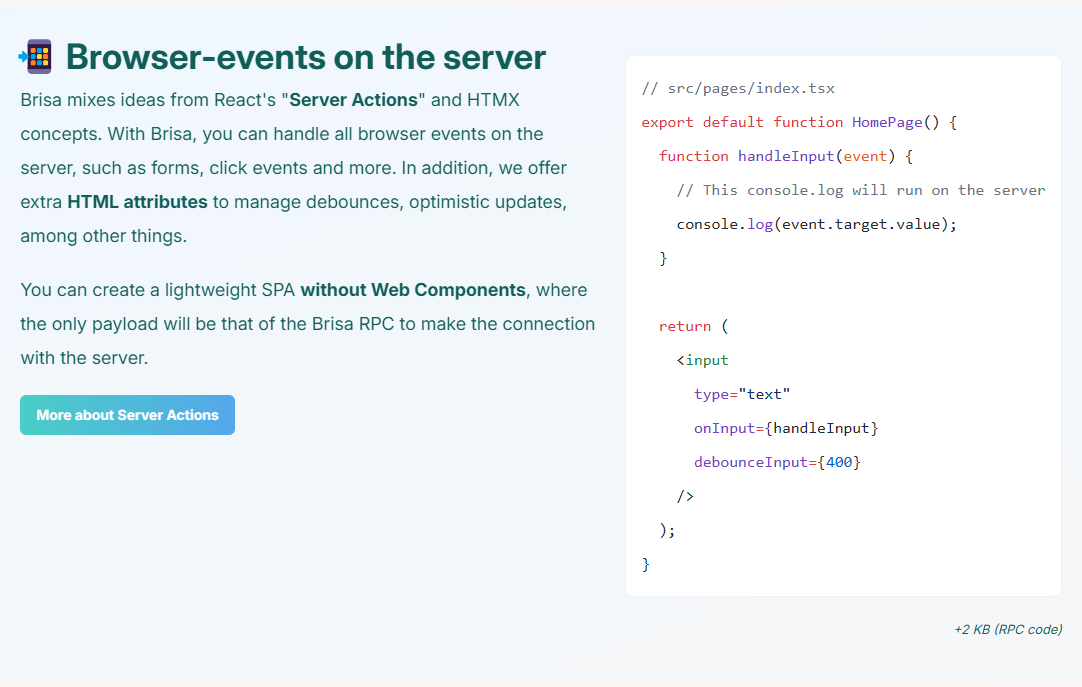 Browser-events on the server
Brisa mixes ideas from React's "Server Actions" and HTMX
concepts. With Brisa, you can handle all browser events on the
server, such as forms, click events and more. In addition, we offer
extra HTML attributes to manage debounces, optimistic updates,
among other things.
You can create a lightweight SPA without Web Components, where
the only payload will be that of the Brisa RPC to make the connection
with the server.
More about Server Actions
// src/pages/index.tsx
export default function HomePage() {
  function handleInput(event) {
    // This console.log will run on the server
    console.log(event.target.value);
  }

  return (
    <input
      type="text"
      onInput={handleInput}
      debounceInput={400}
    />
  );
}
+2 KB (RPC code)